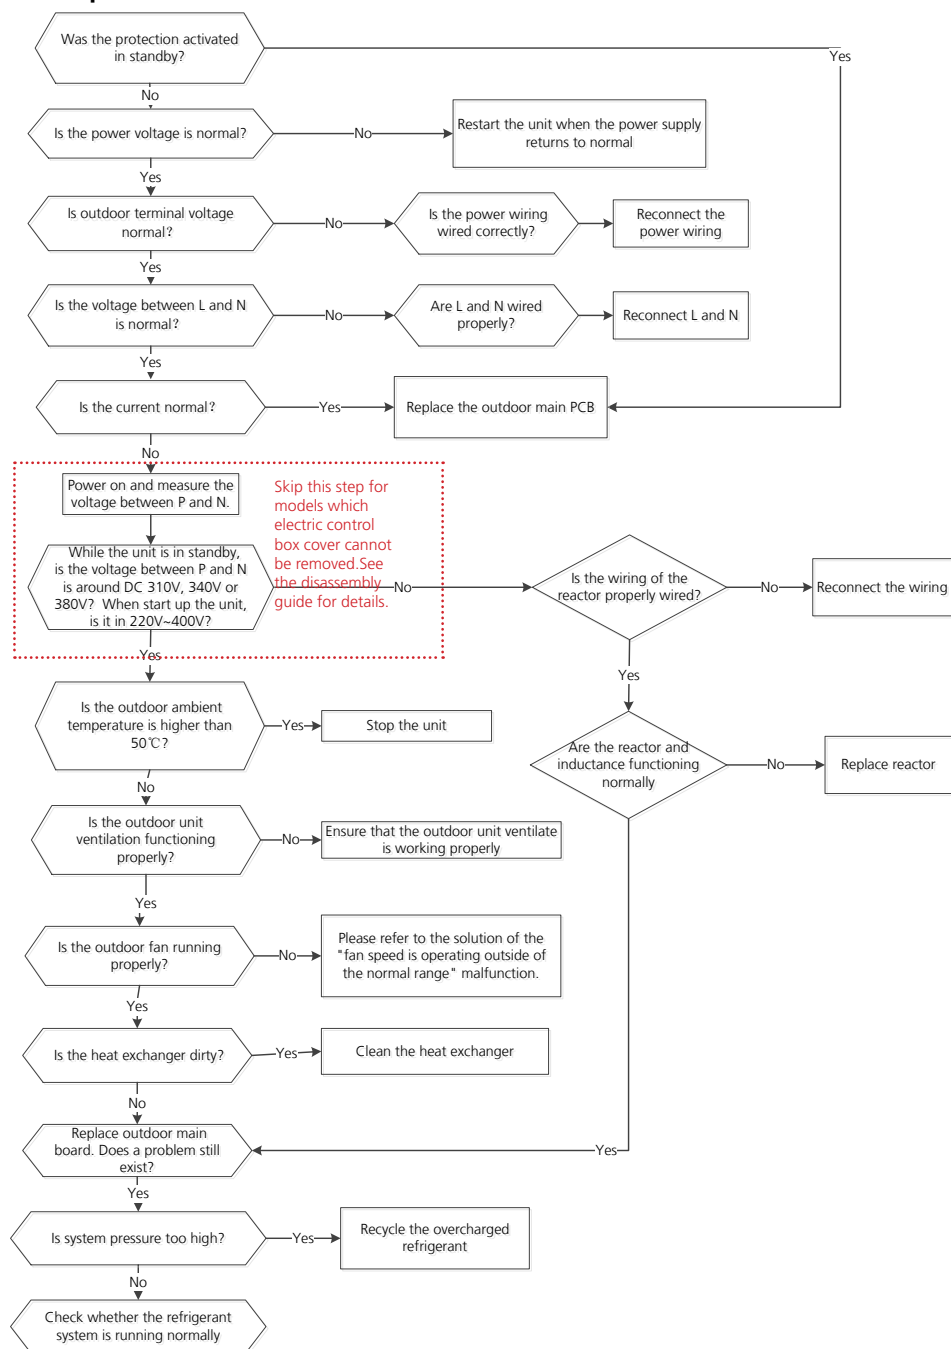 Was the protection activated
in standby?
Yes
No
Is the power voltage is normal?
No
Restart the unit when the power supply
returns to normal
Yes
Is outdoor terminal voltage
normal?
No
Is the power wiring
wired correctly?
Reconnect the
power wiring
Yes
Is the voltage between L and N
is normal?
No
Are L and N wired
properly?
Reconnect L and N
Yes
Is the current normal?
Yes
Replace the outdoor main PCB
No
Power on and measure the
voltage between P and N.
Skip this step for
models which
electric control
box cover cannot
be removed.See
the disassembly
guide for details.
While the unit is in standby,
is the voltage between P and N
is around DC 310V, 340V or
380V? When start up the unit,
is it in 220V~400V?
No
Is the wiring of the
reactor properly wired?
No
Reconnect the wiring
Yes
Yes
Is the outdoor ambient
temperature is higher than
50℃?
Yes
Stop the unit
Are the reactor and
inductance functioning
normally
No
Replace reactor
No
Is the outdoor unit
ventilation functioning
properly?
No
Ensure that the outdoor unit ventilate
is working properly
Yes
Is the outdoor fan running
properly?
No
Please refer to the solution of the
"fan speed is operating outside of
the normal range" malfunction.
Yes
Is the heat exchanger dirty?
Yes
Clean the heat exchanger
No
Replace outdoor main
board. Does a problem still
exist?
Yes
Yes
Is system pressure too high?
Yes
Recycle the overcharged
refrigerant
No
Check whether the refrigerant
system is running normally